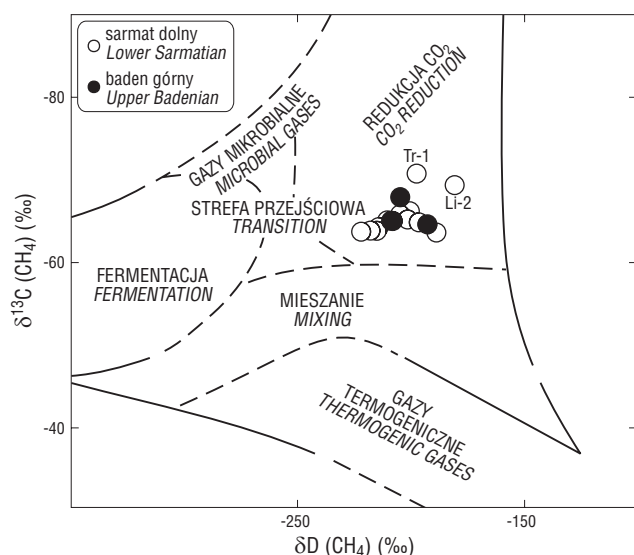 sarmat dolny
Lower Sarmatian
baden górny
Upper Badenian
GAZY MIKROBIALNE
MICROBIAL GASES
REDUKCJA CO₂
CO₂ REDUCTION
Tr-1
Li-2
STREFA PRZEJŚCIOWA
TRANSITION
FERMENTACJA
FERMENTATION
MIESZANIE
MIXING
GAZY
TERMOGENICZNE
THERMOGENIC GASES
-80
-60
-40
δ¹³C (CH₄) (‰)
-250
-150
δD (CH₄) (‰)